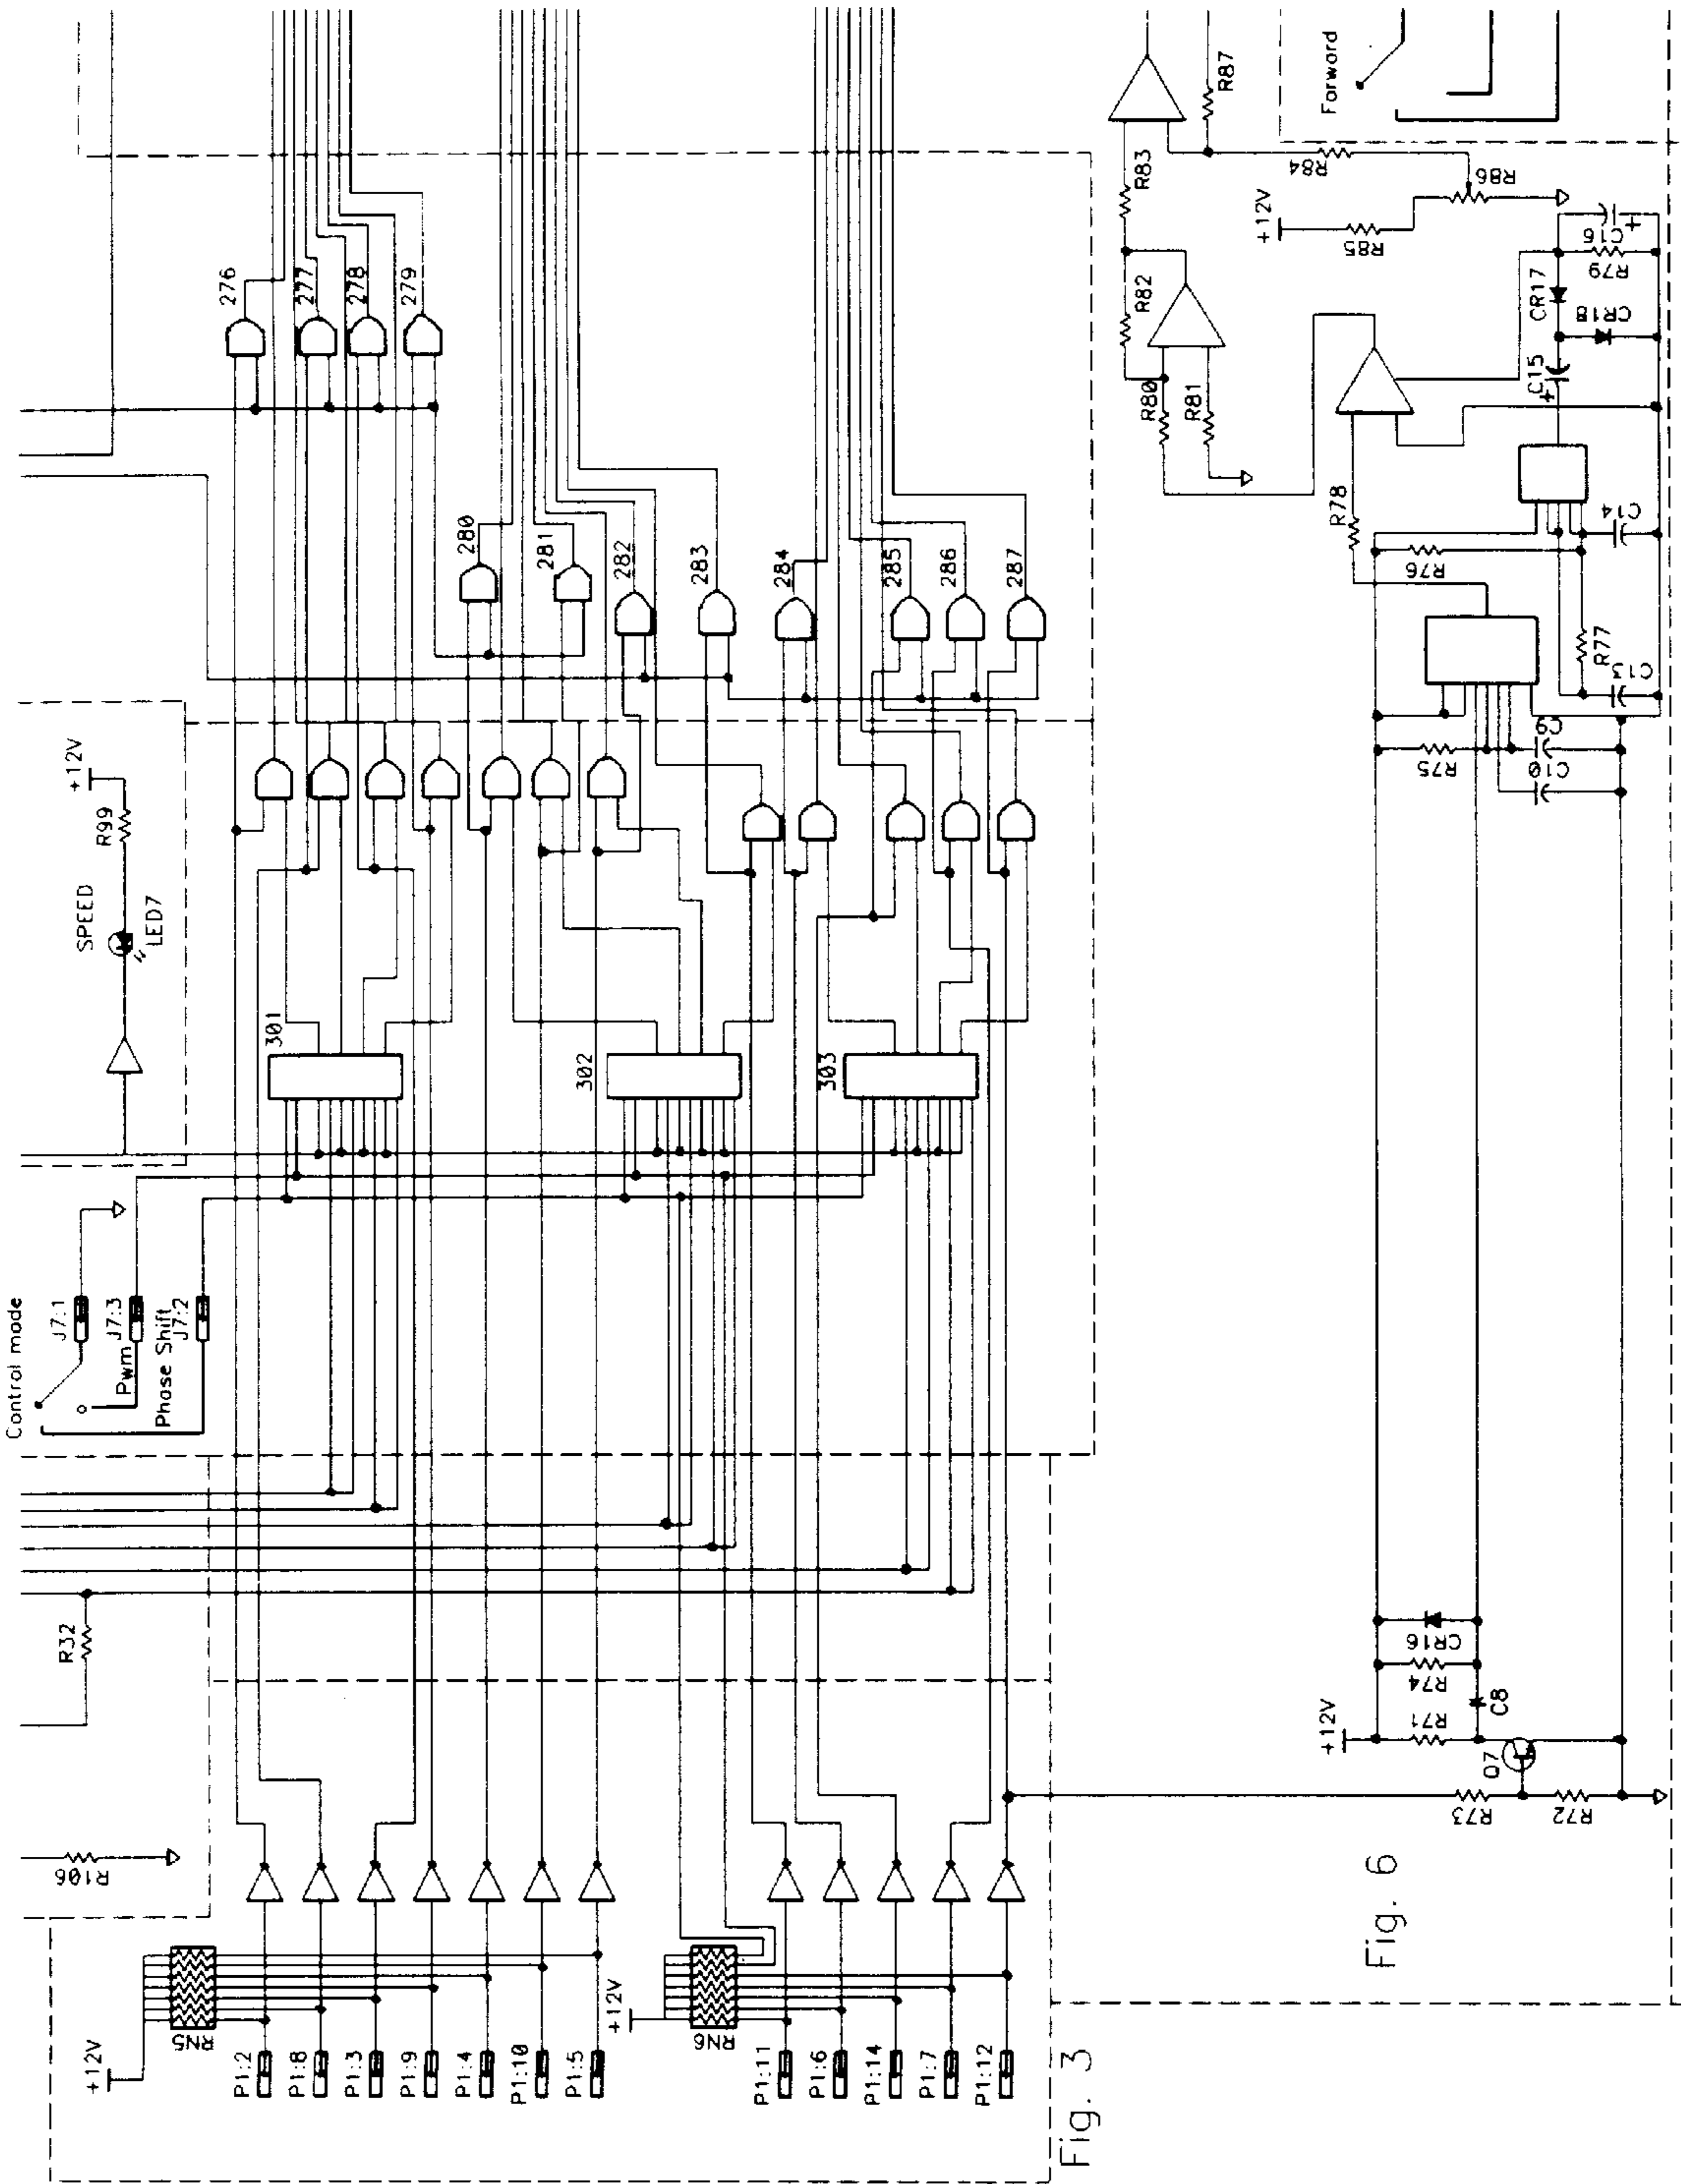 Control mode
J7:1
J7:3
Pwm
Phase Shift
J7:2
SPEED
LED7
R99
+12V
R32
R106
276
277
278
279
280
281
282
283
284
285
286
287
301
302
303
+12V
RN5
P1:2
P1:8
P1:3
P1:9
P1:4
P1:10
P1:5
+12V
RN6
P1:11
P1:6
P1:14
P1:7
P1:12
Fig. 3
Fig. 6
R73
R72
Q7
+12V
R71
C8
R74
CR16
R75
C10
C9
R76
R77
C13
C14
R78
C15
CR17
CR18
R79
C16
R80
R81
R82
R83
R84
R85
R86
+12V
R87
Forward